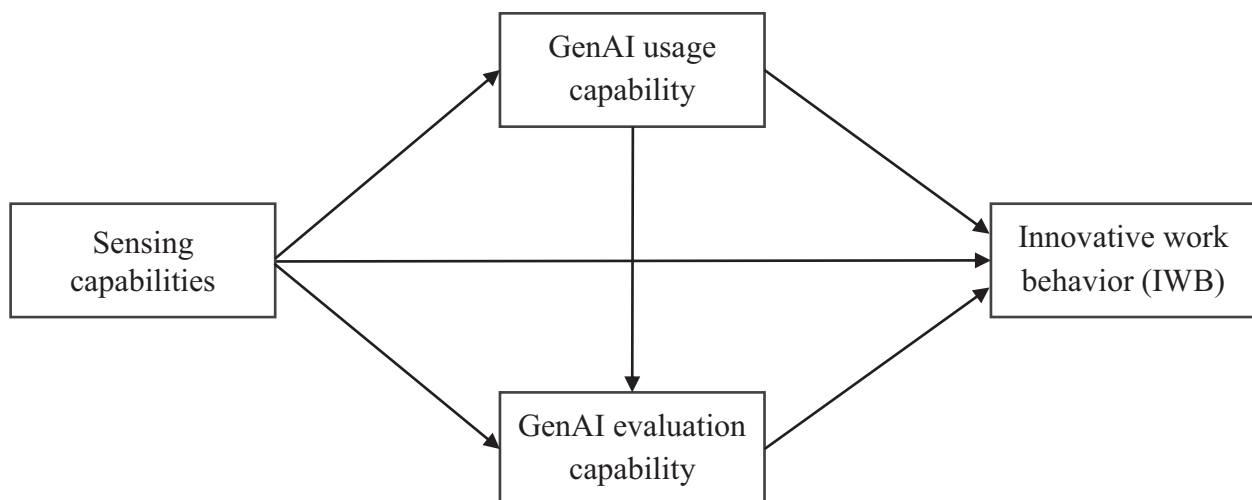 GenAI usage
capability
Sensing
capabilities
Innovative work
behavior (IWB)
GenAI evaluation
capability